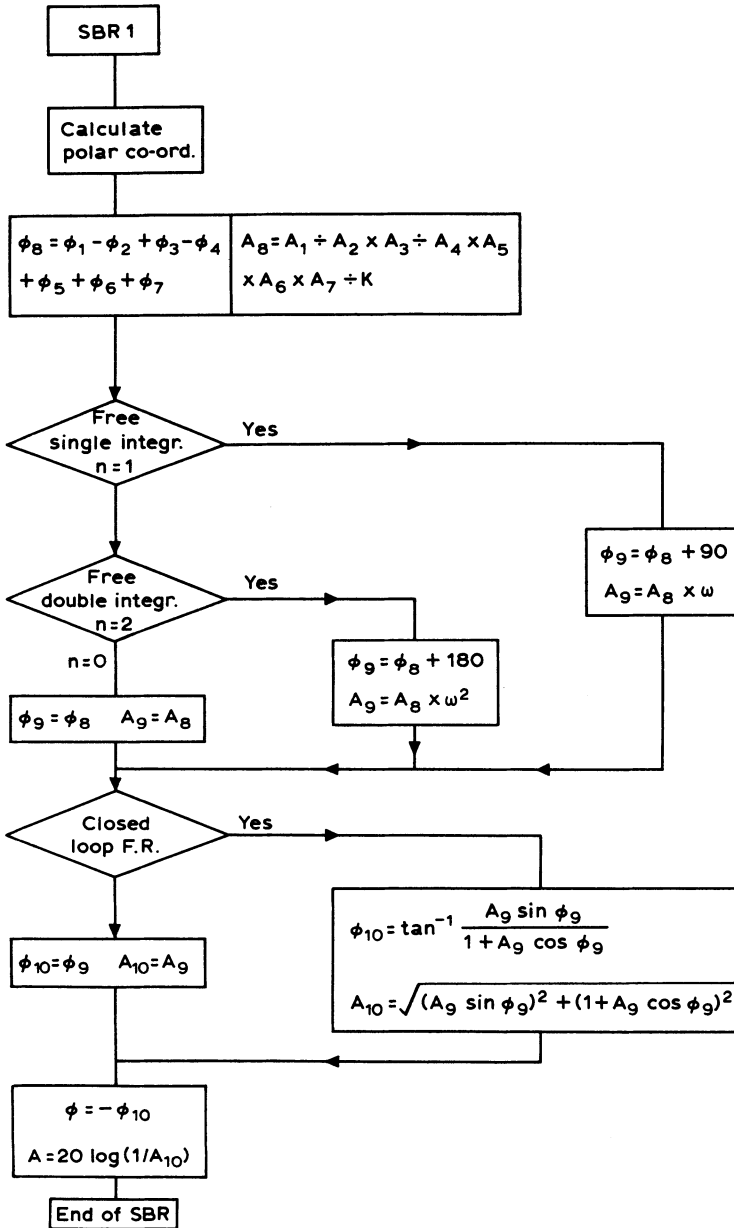 SBR 1
Calculate
polar co-ord.
ϕ₈ = ϕ₁ - ϕ₂ + ϕ₃ - ϕ₄
+ ϕ₅ + ϕ₆ + ϕ₇
A₈ = A₁ ÷ A₂ x A₃ ÷ A₄ x A₅
x A₆ x A₇ ÷ K
Free
single integr.
n = 1
Yes
ϕ₉ = ϕ₈ + 90
A₉ = A₈ x ω
Free
double integr.
n = 2
Yes
ϕ₉ = ϕ₈ + 180
A₉ = A₈ x ω²
n = 0
ϕ₉ = ϕ₈ A₉ = A₈
Closed
loop F.R.
Yes
ϕ₁₀ = tan⁻¹ A₉ sin ϕ₉ / 1 + A₉ cos ϕ₉
A₁₀ = √(A₉ sin ϕ₉)² + (1 + A₉ cos ϕ₉)²
ϕ₁₀ = ϕ₉ A₁₀ = A₉
ϕ = - ϕ₁₀
A = 20 log (1/A₁₀)
End of SBR